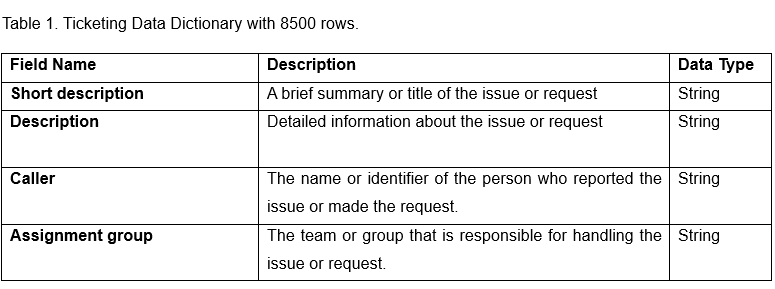 Table 1. Ticketing Data Dictionary with 8500 rows.
Field Name Description Data Type
Short description A brief summary or title of the issue or request String
Description Detailed information about the issue or request String
Caller The name or identifier of the person who reported the String
issue or made the request.
Assignment group The team or group that is responsible for handling the String
issue or request.